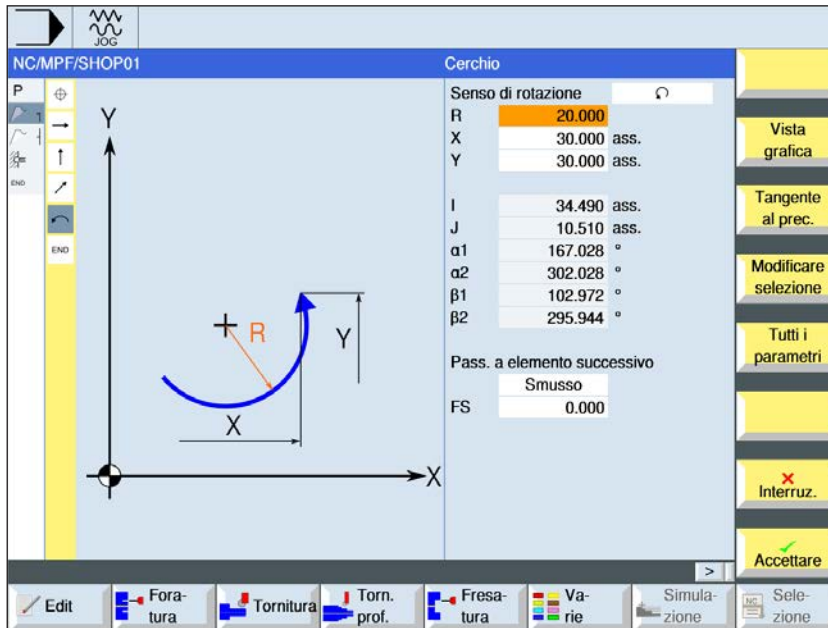 JOG
NC/MPF/SHOP01
Cerchio
P
END
END
Y
R
Y
X
X
Senso di rotazione
R 20.000
X 30.000 ass.
Y 30.000 ass.
I 34.490 ass.
J 10.510 ass.
α1 167.028 °
α2 302.028 °
β1 102.972 °
β2 295.944 °
Pass. a elemento successivo
Smusso
FS 0.000
Vista
grafica
Tangente
al prec.
Modificare
selezione
Tutti i
parametri
Interruz.
Accettare
>
Edit
Fora-
tura
Tornitura
Torn.
prof.
Fresa-
tura
Va-
rie
Simula-
zione
NC
Sele-
zione